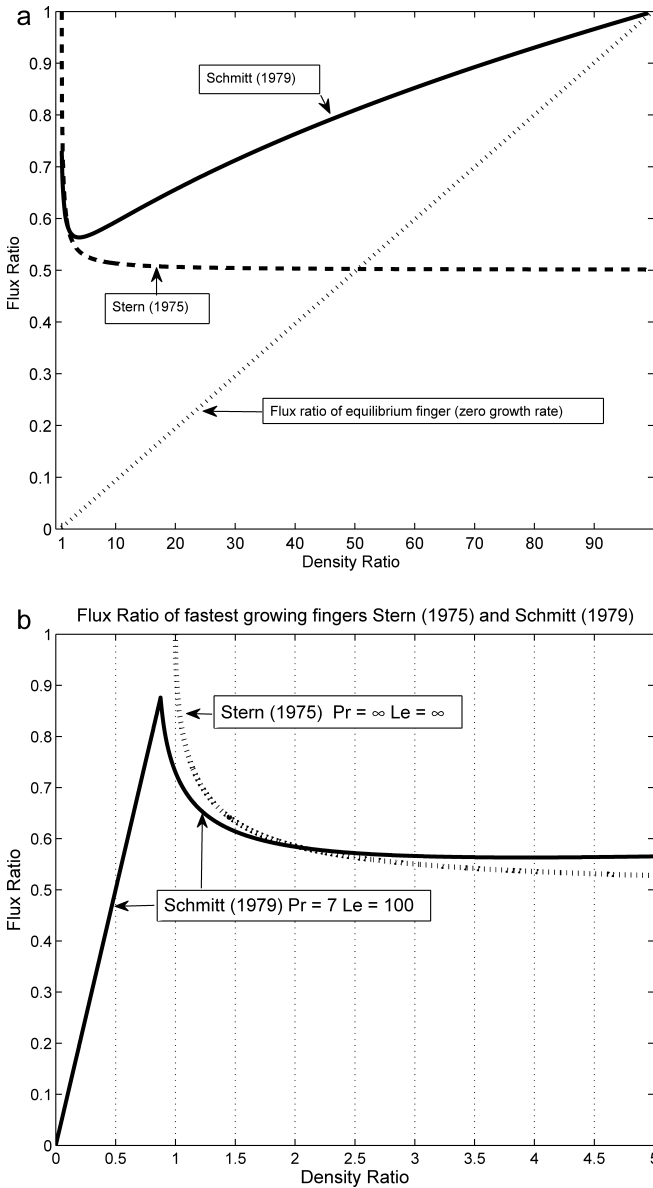 a
1
0.9
0.8
0.7
0.6
0.5
0.4
0.3
0.2
0.1
0
Flux Ratio
Schmitt (1979)
Stern (1975)
Flux ratio of equilibrium finger (zero growth rate)
1 10 20 30 40 50 60 70 80 90
Density Ratio
b
Flux Ratio of fastest growing fingers Stern (1975) and Schmitt (1979)
1
0.9
0.8
0.7
0.6
0.5
0.4
0.3
0.2
0.1
0
Flux Ratio
Stern (1975) Pr = ∞ Le = ∞
Schmitt (1979) Pr = 7 Le = 100
0 0.5 1 1.5 2 2.5 3 3.5 4 4.5 5
Density Ratio